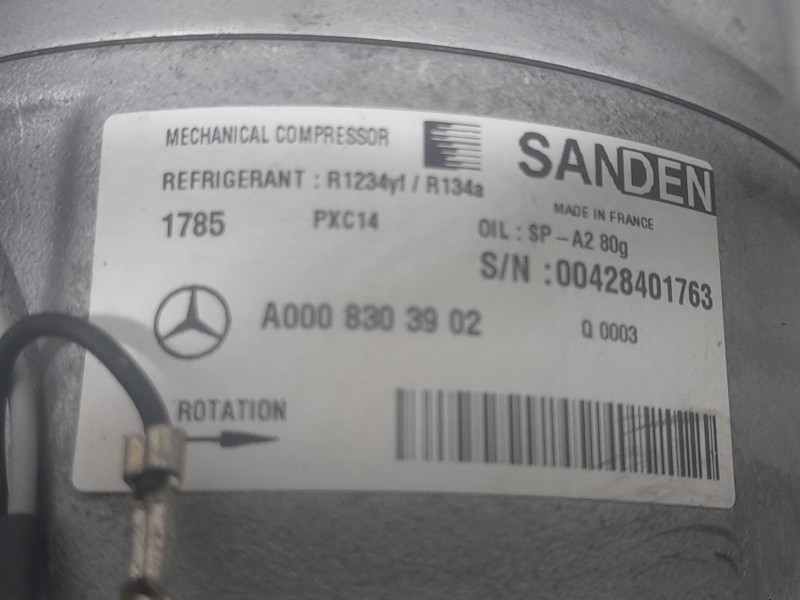 MECHANICAL COMPRESSOR
SANDEN
REFRIGERANT : R1234yf / R134a
MADE IN FRANCE
1785 PXC14 OIL : SP - A2 80g
S/N : 00428401763
A000 830 39 02 Q 0003
ROTATION